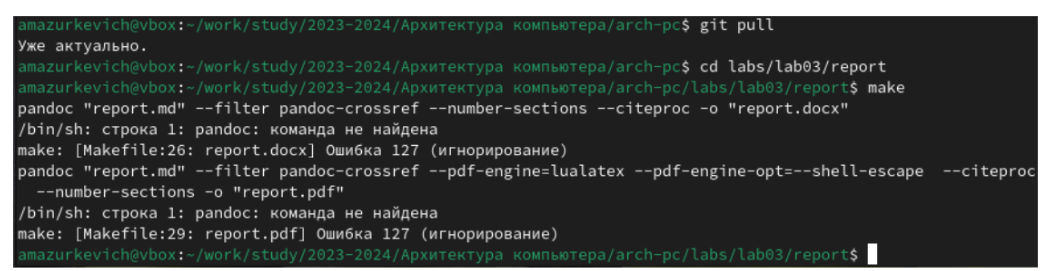 amazurkevich@vbox:~/work/study/2023-2024/Архитектура компьютера/arch-pc$ git pull
Уже актуально.
amazurkevich@vbox:~/work/study/2023-2024/Архитектура компьютера/arch-pc$ cd labs/lab03/report
amazurkevich@vbox:~/work/study/2023-2024/Архитектура компьютера/arch-pc/labs/lab03/report$ make
pandoc "report.md" --filter pandoc-crossref --number-sections --citeproc -o "report.docx"
/bin/sh: строка 1: pandoc: команда не найдена
make: [Makefile:26: report.docx] Ошибка 127 (игнорирование)
pandoc "report.md" --filter pandoc-crossref --pdf-engine=lualatex --pdf-engine-opt=--shell-escape  --citeproc
  --number-sections -o "report.pdf"
/bin/sh: строка 1: pandoc: команда не найдена
make: [Makefile:29: report.pdf] Ошибка 127 (игнорирование)
amazurkevich@vbox:~/work/study/2023-2024/Архитектура компьютера/arch-pc/labs/lab03/report$